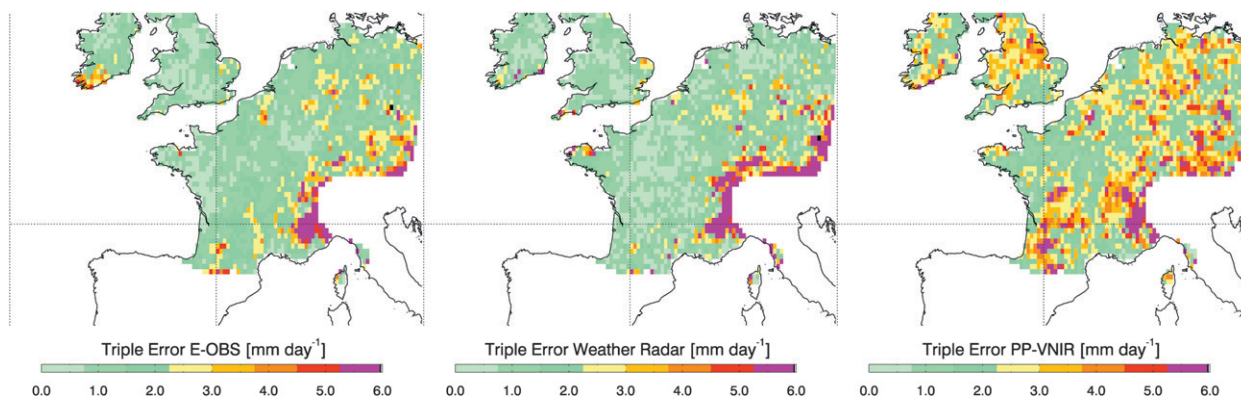 Triple Error E-OBS [mm day⁻¹]
0.0 1.0 2.0 3.0 4.0 5.0 6.0
Triple Error Weather Radar [mm day⁻¹]
0.0 1.0 2.0 3.0 4.0 5.0 6.0
Triple Error PP-VNIR [mm day⁻¹]
0.0 1.0 2.0 3.0 4.0 5.0 6.0